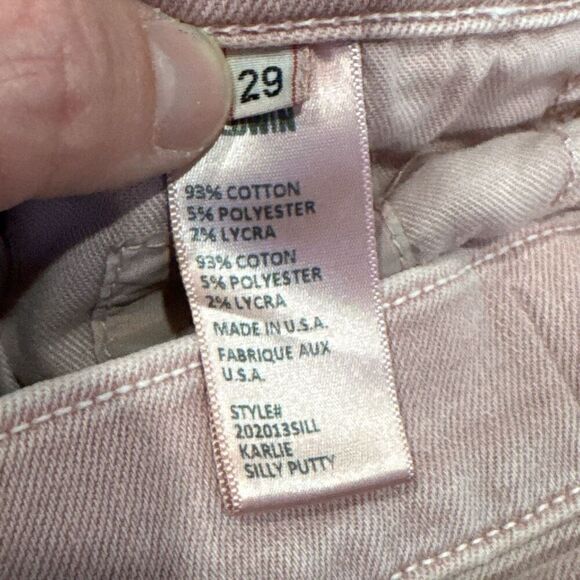 29
DWIN
93% COTTON
5% POLYESTER
2% LYCRA
93% COTON
5% POLYESTER
2% LYCRA
MADE IN U.S.A.
FABRIQUE AUX
U.S.A.
STYLE#
202013SILL
KARLIE
SILLY PUTTY